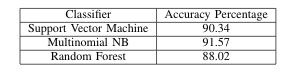 Classifier Accuracy Percentage
Support Vector Machine 90.34
Multinomial NB 91.57
Random Forest 88.02